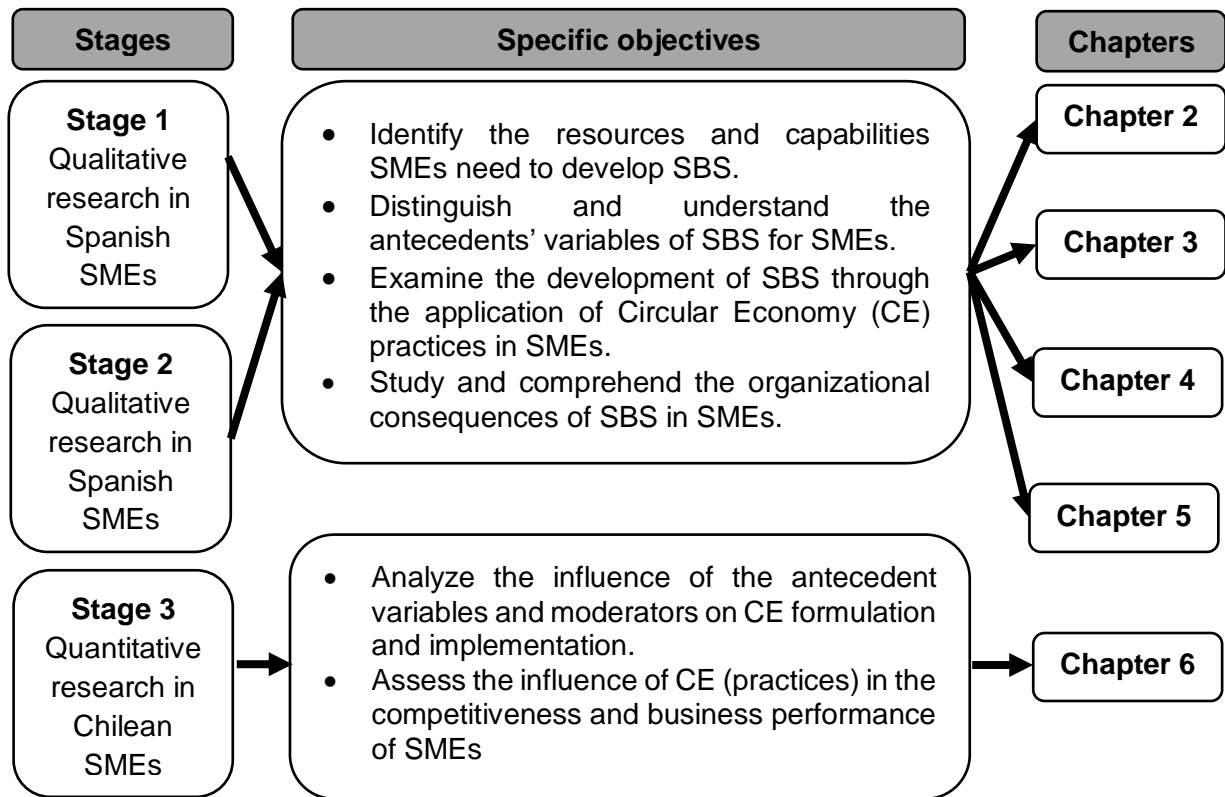 Stages
Specific objectives
Chapters
Stage 1
Qualitative
research in
Spanish
SMEs
Stage 2
Qualitative
research in
Spanish
SMEs
• Identify the resources and capabilities
SMEs need to develop SBS.
• Distinguish and understand the
antecedents’ variables of SBS for SMEs.
• Examine the development of SBS through
the application of Circular Economy (CE)
practices in SMEs.
• Study and comprehend the organizational
consequences of SBS in SMEs.
Chapter 2
Chapter 3
Chapter 4
Chapter 5
Stage 3
Quantitative
research in
Chilean
SMEs
• Analyze the influence of the antecedent
variables and moderators on CE formulation
and implementation.
• Assess the influence of CE (practices) in the
competitiveness and business performance
of SMEs
Chapter 6